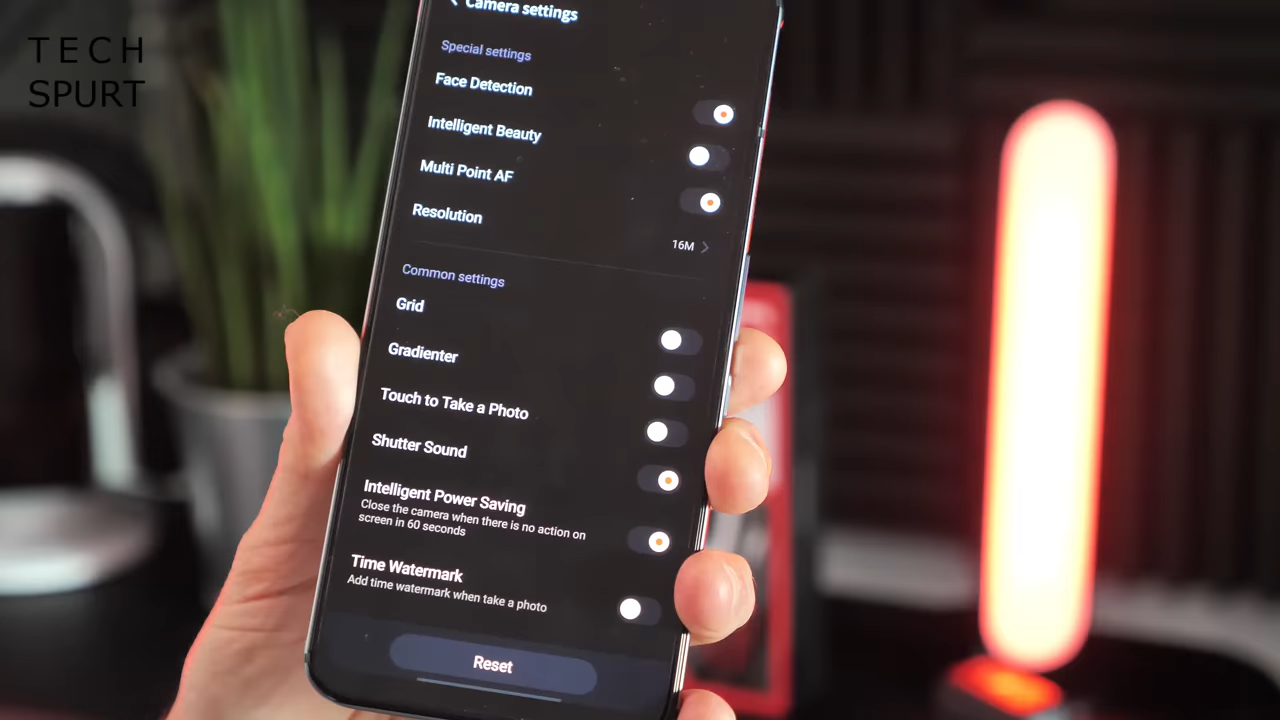 TECH
SPURT
Camera settings
Special settings
Face Detection
Intelligent Beauty
Multi Point AF
Resolution
16M
Common settings
Grid
Gradienter
Touch to Take a Photo
Shutter Sound
Intelligent Power Saving
Close the camera when there is no action on
screen in 60 seconds
Time Watermark
Add time watermark when take a photo
Reset